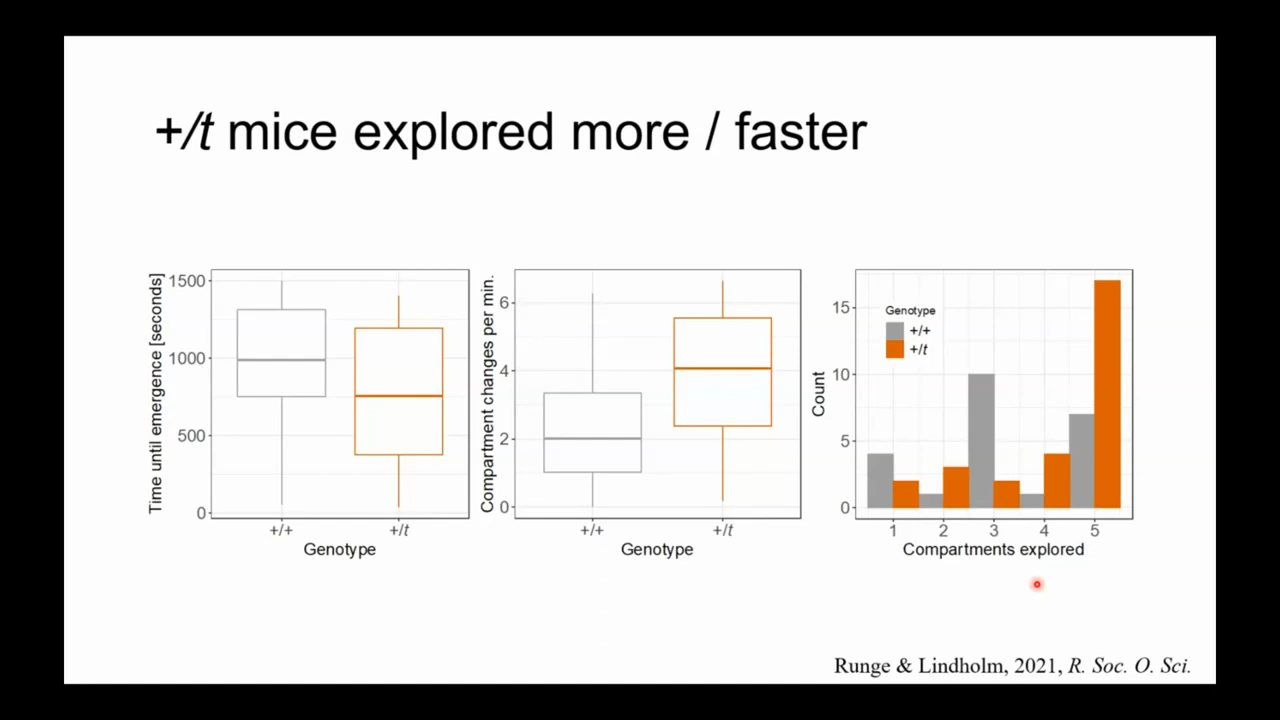 +/t mice explored more / faster
Time until emergence [seconds]
1500
1000
500
0
+/+
+/t
Genotype
Compartment changes per min.
6
4
2
0
+/+
+/t
Genotype
Count
15
10
5
0
Genotype
+/+
+/t
1 2 3 4 5
Compartments explored
Runge & Lindholm, 2021, R. Soc. O. Sci.